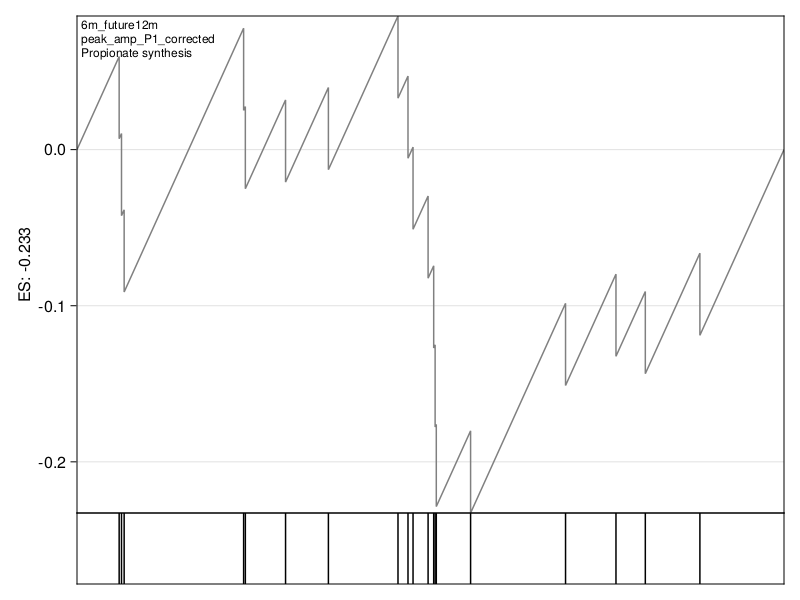 6m_future12m
peak_amp_P1_corrected
Propionate synthesis
0.0
-0.1
-0.2
ES: -0.233